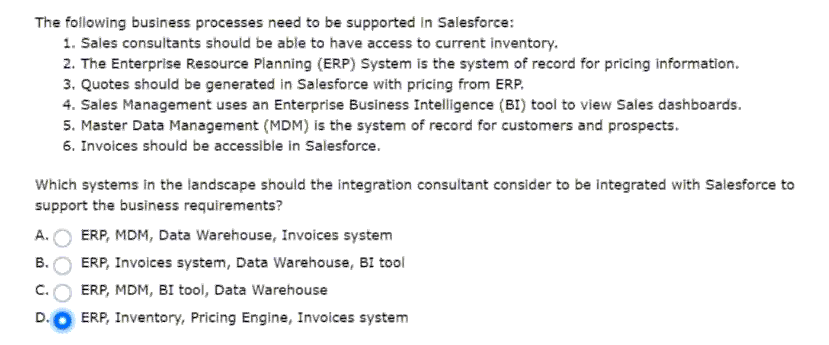 The following business processes need to be supported in Salesforce:
1. Sales consultants should be able to have access to current inventory.
2. The Enterprise Resource Planning (ERP) System is the system of record for pricing information.
3. Quotes should be generated in Salesforce with pricing from ERP.
4. Sales Management uses an Enterprise Business Intelligence (BI) tool to view Sales dashboards.
5. Master Data Management (MDM) is the system of record for customers and prospects.
6. Invoices should be accessible in Salesforce.
Which systems in the landscape should the integration consultant consider to be integrated with Salesforce to
support the business requirements?
A. ERP, MDM, Data Warehouse, Invoices system
B. ERP, Invoices system, Data Warehouse, BI tool
C. ERP, MDM, BI tool, Data Warehouse
D. ERP, Inventory, Pricing Engine, Invoices system